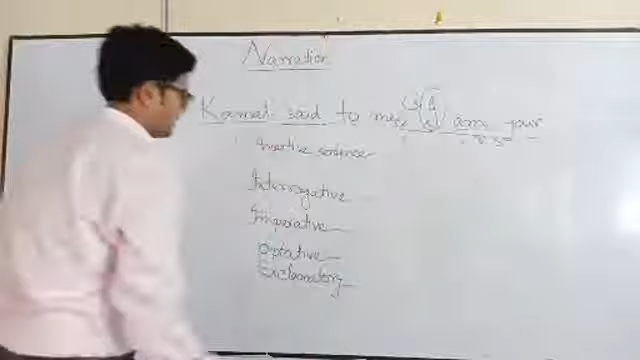 Narration
Kamal said to me, am your
Assertive sentence
Interrogative
Imperative
Optative
Exclamatory